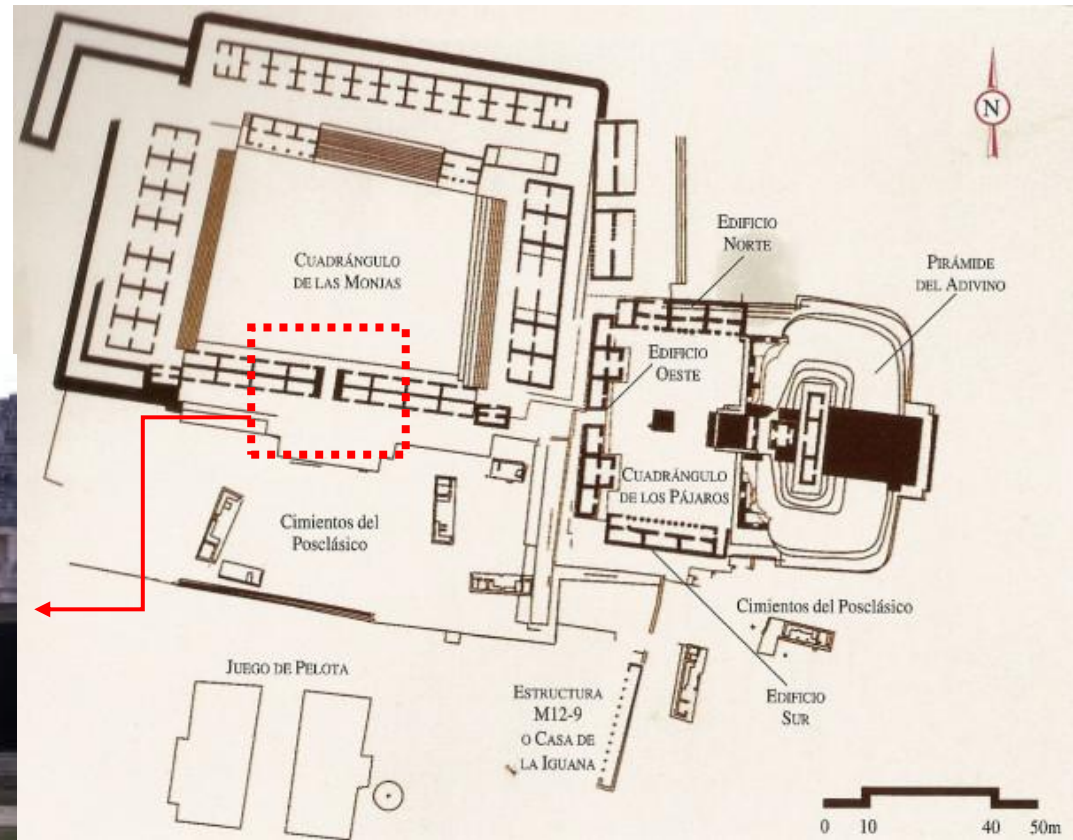 N
EDIFICIO
NORTE
PIRÁMIDE
DEL ADIVINO
CUADRÁNGULO
DE LAS MONJAS
EDIFICIO
OESTE
CUADRÁNGULO
DE LOS PÁJAROS
Cimientos del
Posclásico
Cimientos del Posclásico
JUEGO DE PELOTA
ESTRUCTURA
M12-9
O CASA DE
LA IGUANA
EDIFICIO
SUR
0 10 40 50m